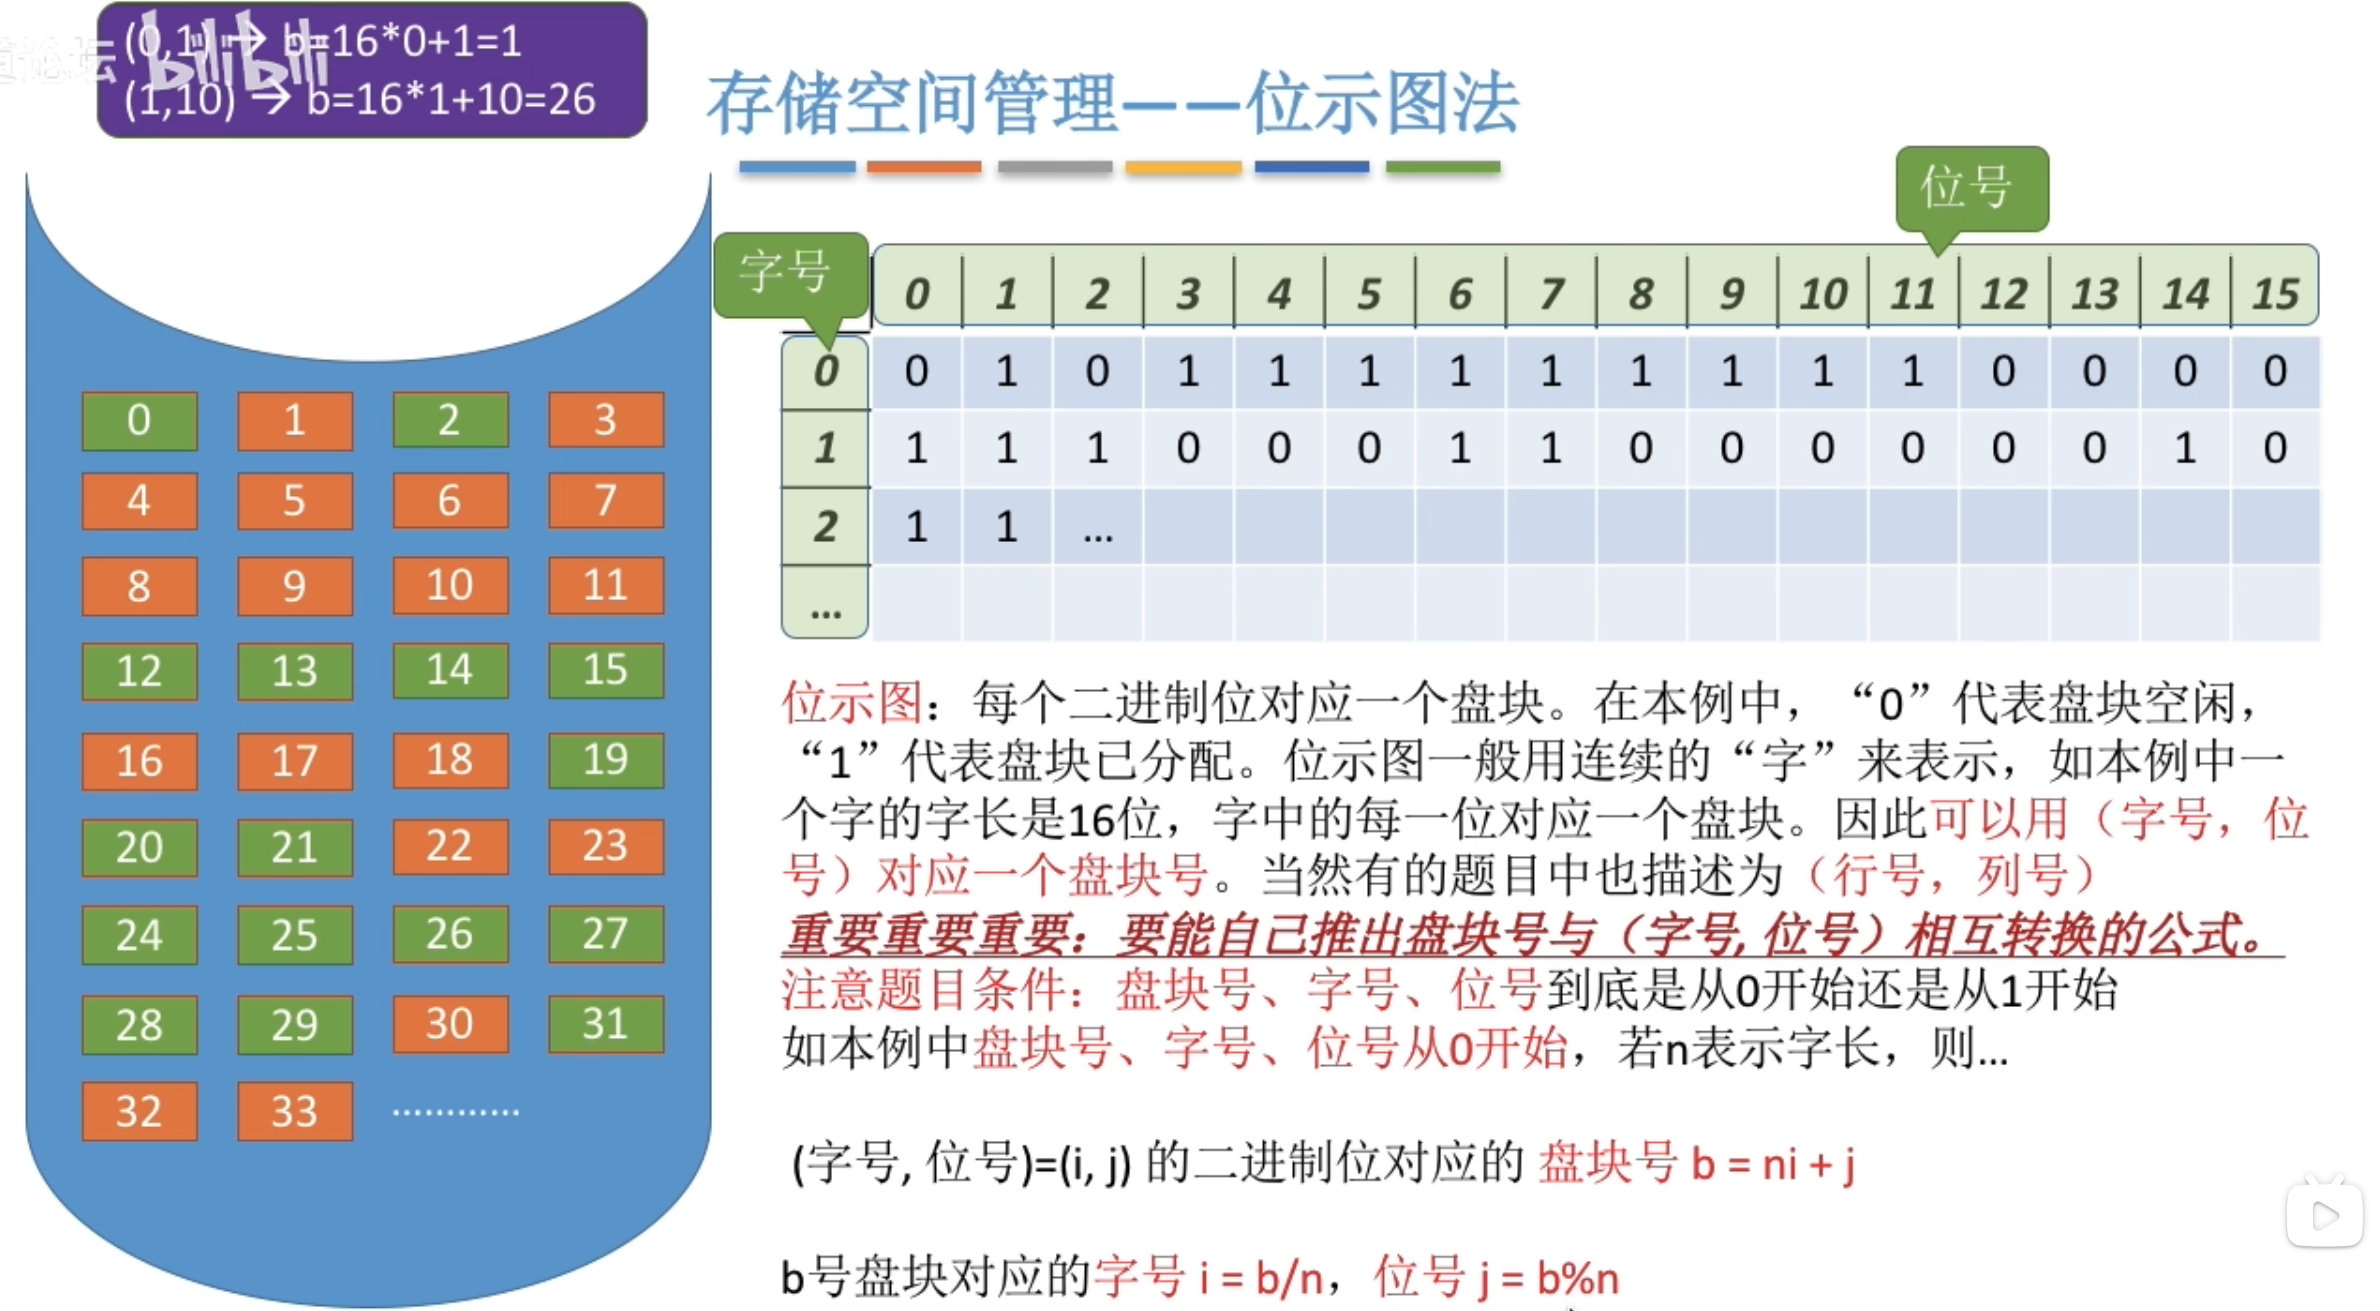 (0,1) → b=16*0+1=1
(1,10) → b=16*1+10=26
论坛
bilibili
存储空间管理——位示图法
位号
字号
0 1 2 3 4 5 6 7 8 9 10 11 12 13 14 15
0 0 1 0 1 1 1 1 1 1 1 1 1 0 0 0 0
1 1 1 1 0 0 0 1 1 0 0 0 0 0 0 1 0
2 1 1 ...
...
0 1 2 3
4 5 6 7
8 9 10 11
12 13 14 15
16 17 18 19
20 21 22 23
24 25 26 27
28 29 30 31
32 33 …………
位示图：每个二进制位对应一个盘块。在本例中，“0”代表盘块空闲，
“1”代表盘块已分配。位示图一般用连续的“字”来表示，如本例中一
个字的字长是16位，字中的每一位对应一个盘块。因此可以用（字号，位
号）对应一个盘块号。当然有的题目中也描述为（行号，列号）
重要重要重要：要能自己推出盘块号与（字号, 位号）相互转换的公式。
注意题目条件：盘块号、字号、位号到底是从0开始还是从1开始
如本例中盘块号、字号、位号从0开始，若n表示字长，则...
(字号, 位号)=(i, j) 的二进制位对应的 盘块号 b = ni + j
b号盘块对应的字号 i = b/n，位号 j = b%n